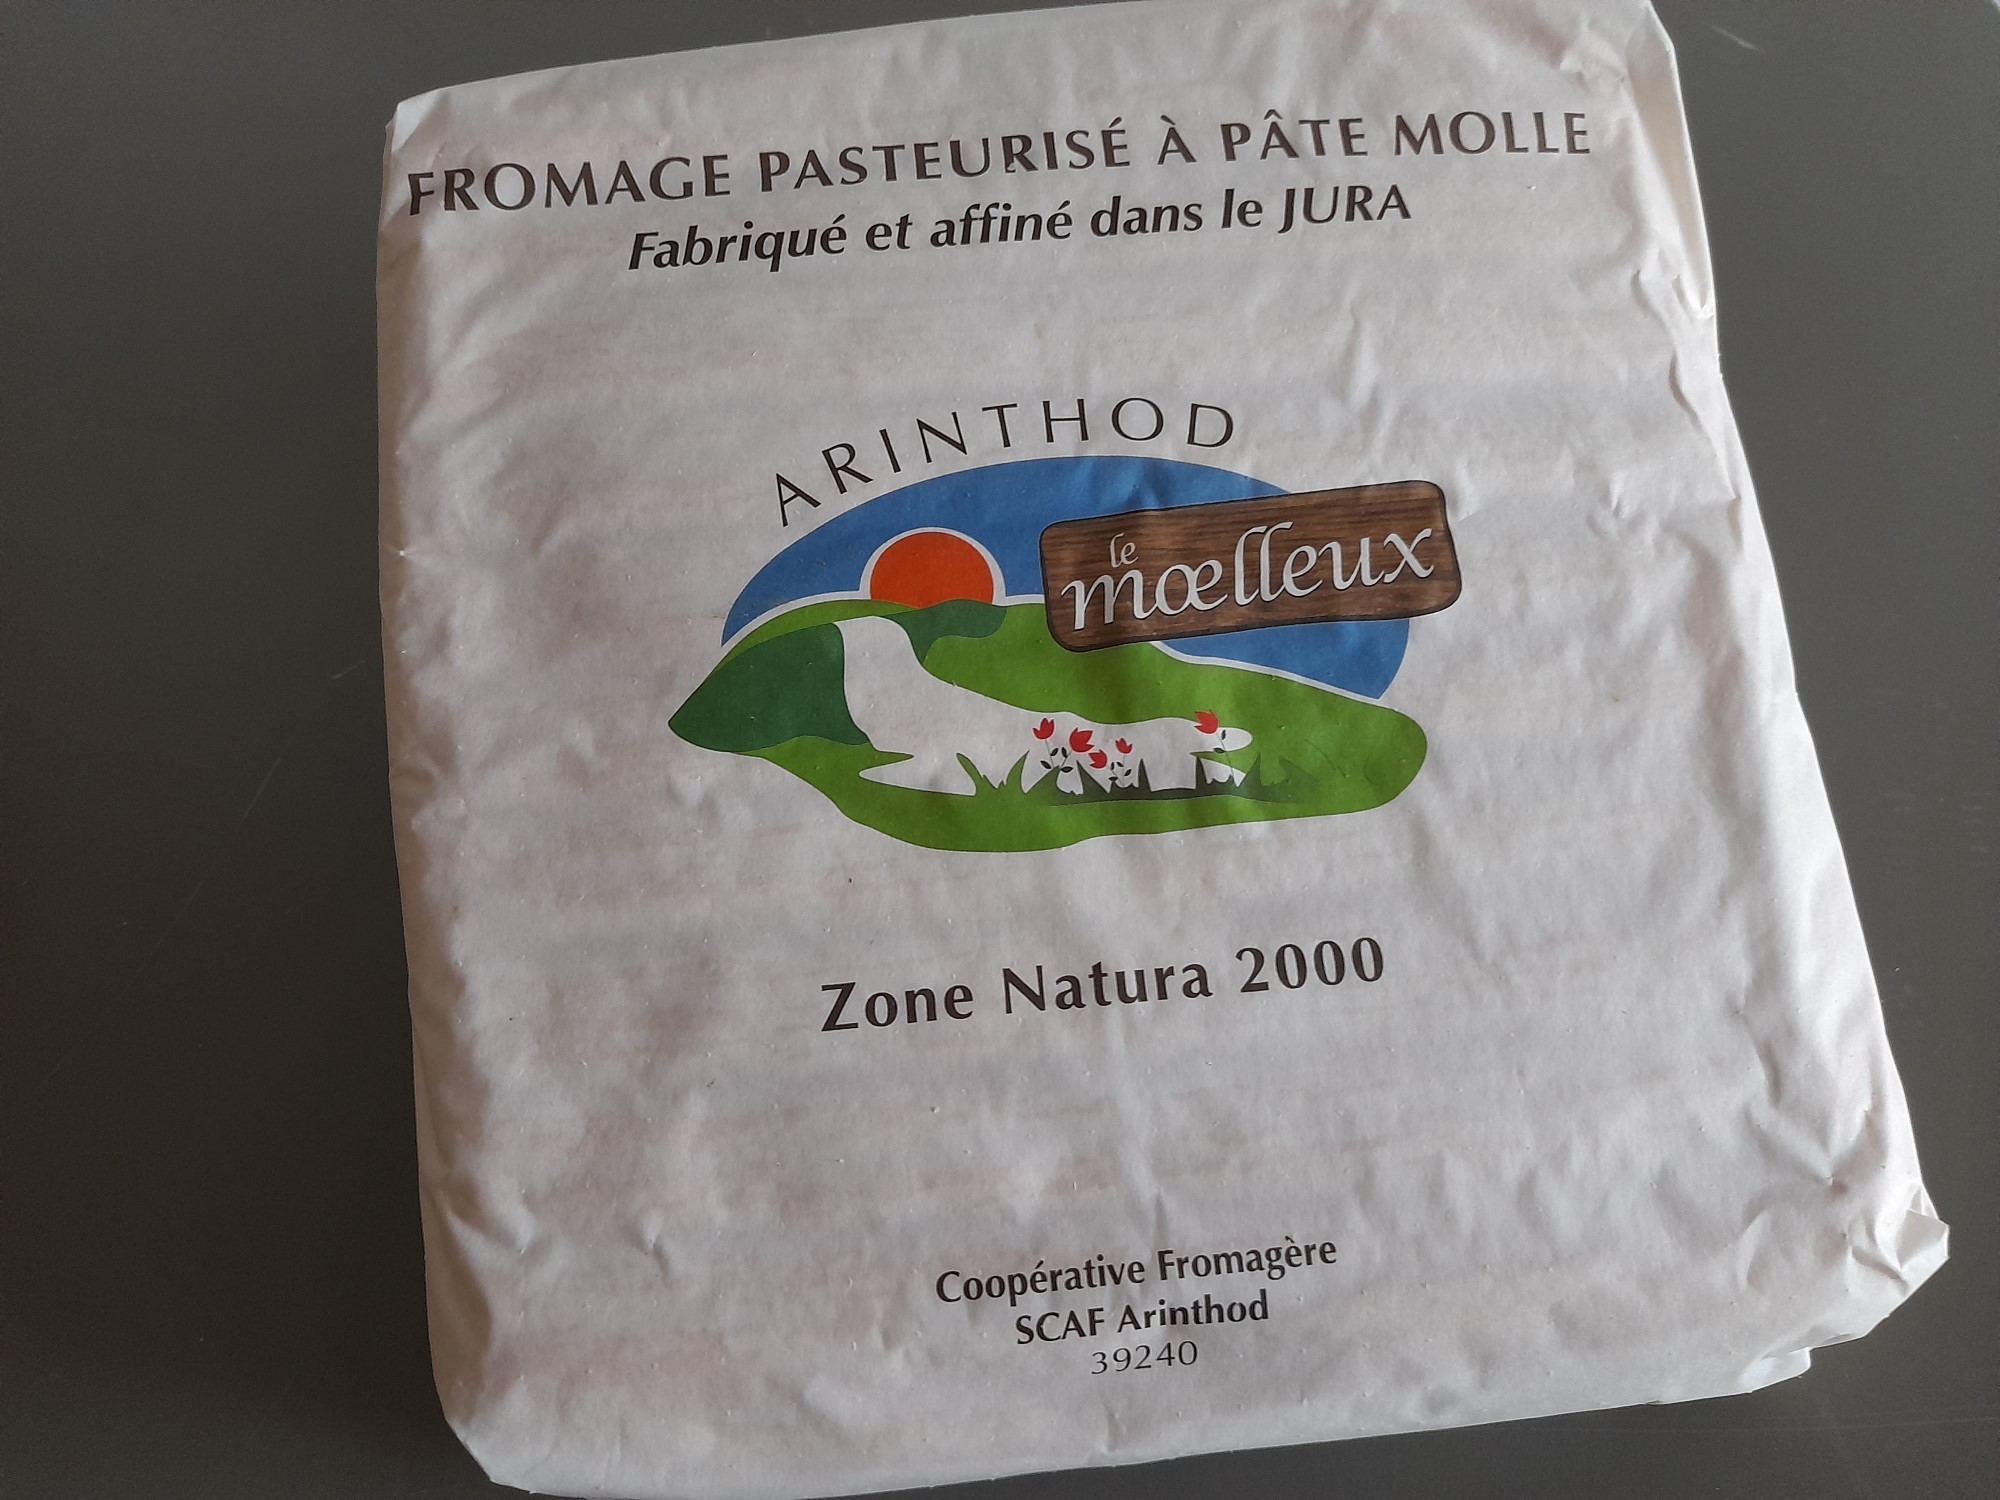 FROMAGE PASTEURISÉ À PÂTE MOLLE
Fabriqué et affiné dans le JURA
ARINTHOD
le
mœlleux
Zone Natura 2000
Coopérative Fromagère
SCAF Arinthod
39240